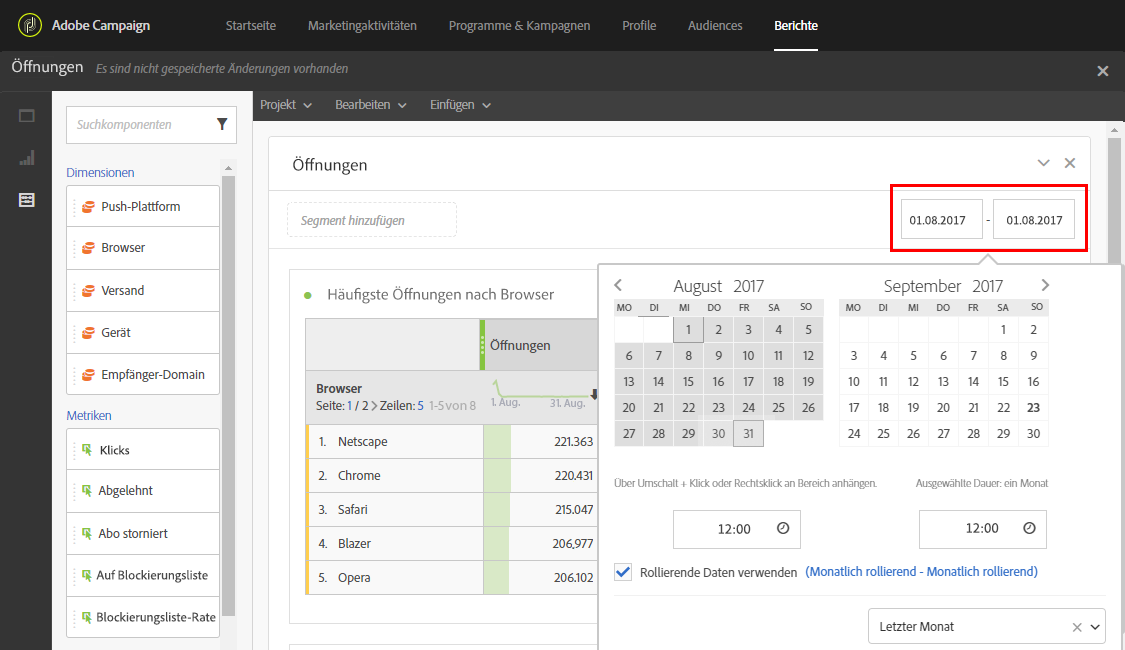 Adobe Campaign Startseite Marketingaktivitäten Programme & Kampagnen Profile Audiences Berichte
Öffnungen Es sind nicht gespeicherte Änderungen vorhanden
Projekt Bearbeiten Einfügen
Suchkomponenten
Dimensionen
Push-Plattform
Browser
Versand
Gerät
Empfänger-Domain
Metriken
Klicks
Abgelehnt
Abo storniert
Auf Blockierungsliste
Blockierungsliste-Rate
Öffnungen
Segment hinzufügen
01.08.2017 - 01.08.2017
Häufigste Öffnungen nach Browser
Öffnungen
Browser
Seite: 1 / 2 > Zeilen: 5 1-5 von 8
1. Aug. 31. Aug.
1. Netscape 221.363
2. Chrome 220.431
3. Safari 215.047
4. Blazer 206,977
5. Opera 206.102
August 2017
MO DI MI DO FR SA SO
1 2 3 4 5
6 7 8 9 10 11 12
13 14 15 16 17 18 19
20 21 22 23 24 25 26
27 28 29 30 31
September 2017
MO DI MI DO FR SA SO
1 2
3 4 5 6 7 8 9
10 11 12 13 14 15 16
17 18 19 20 21 22 23
24 25 26 27 28 29 30
Über Umschalt + Klick oder Rechtsklick an Bereich anhängen. Ausgewählte Dauer: ein Monat
12:00 12:00
Rollierende Daten verwenden (Monatlich rollierend - Monatlich rollierend)
Letzter Monat